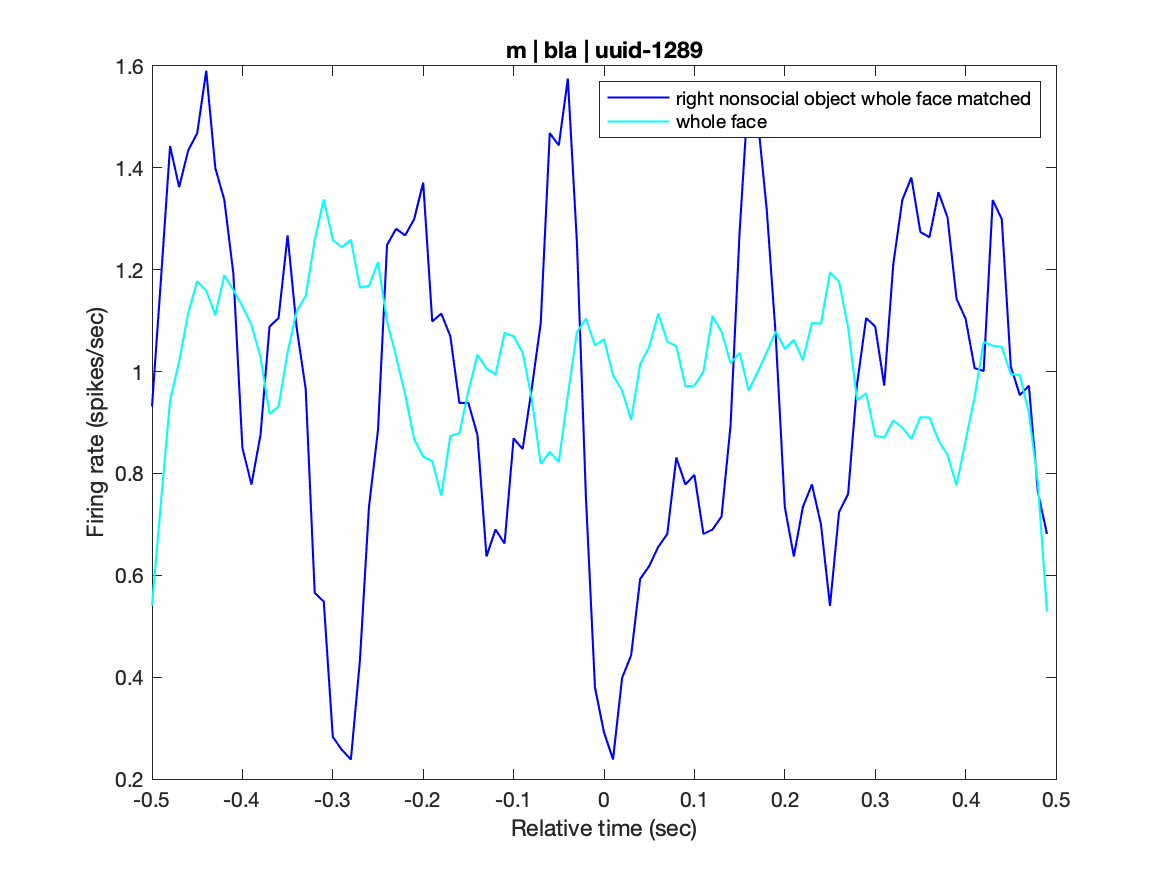 m | bla | uuid-1289
right nonsocial object whole face matched
whole face
Firing rate (spikes/sec)
1.6
1.4
1.2
1
0.8
0.6
0.4
0.2
-0.5 -0.4 -0.3 -0.2 -0.1 0 0.1 0.2 0.3 0.4 0.5
Relative time (sec)